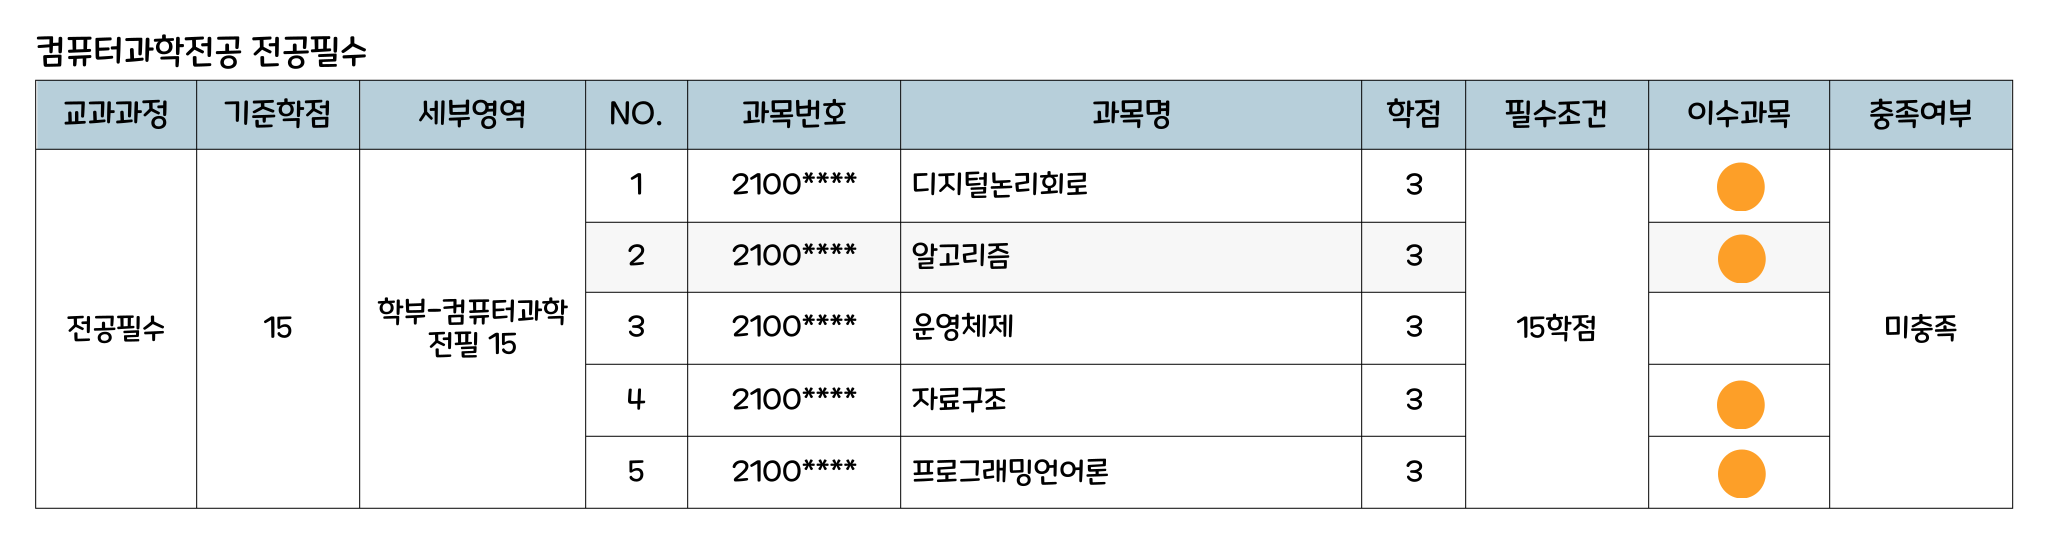 컴퓨터과학전공 전공필수
교과과정 기준학점 세부영역 NO. 과목번호 과목명 학점 필수조건 이수과목 충족여부
1 2100**** 디지털논리회로 3
2 2100**** 알고리즘 3
전공필수 15 학부-컴퓨터과학 3 2100**** 운영체제 3 15학점 미충족
전필 15
4 2100**** 자료구조 3
5 2100**** 프로그래밍언어론 3